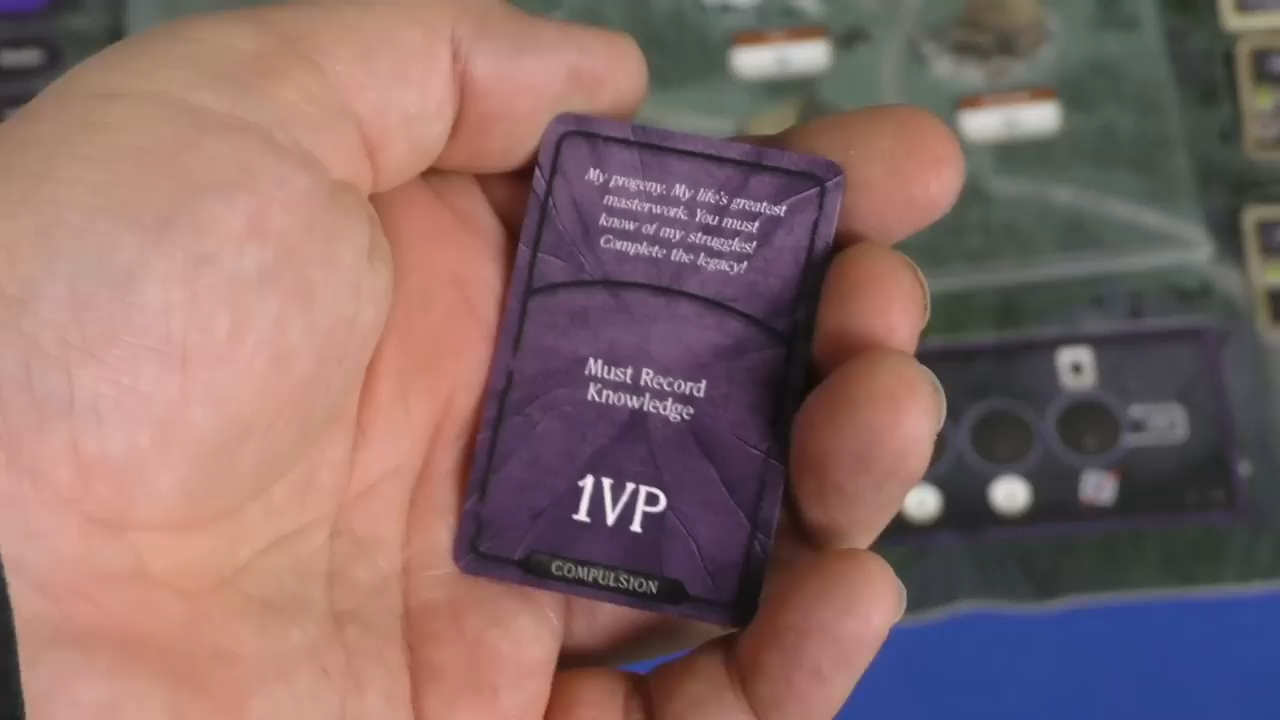 My progeny. My life's greatest
masterwork. You must
know of my struggles!
Complete the legacy!
Must Record
Knowledge
1VP
COMPULSION